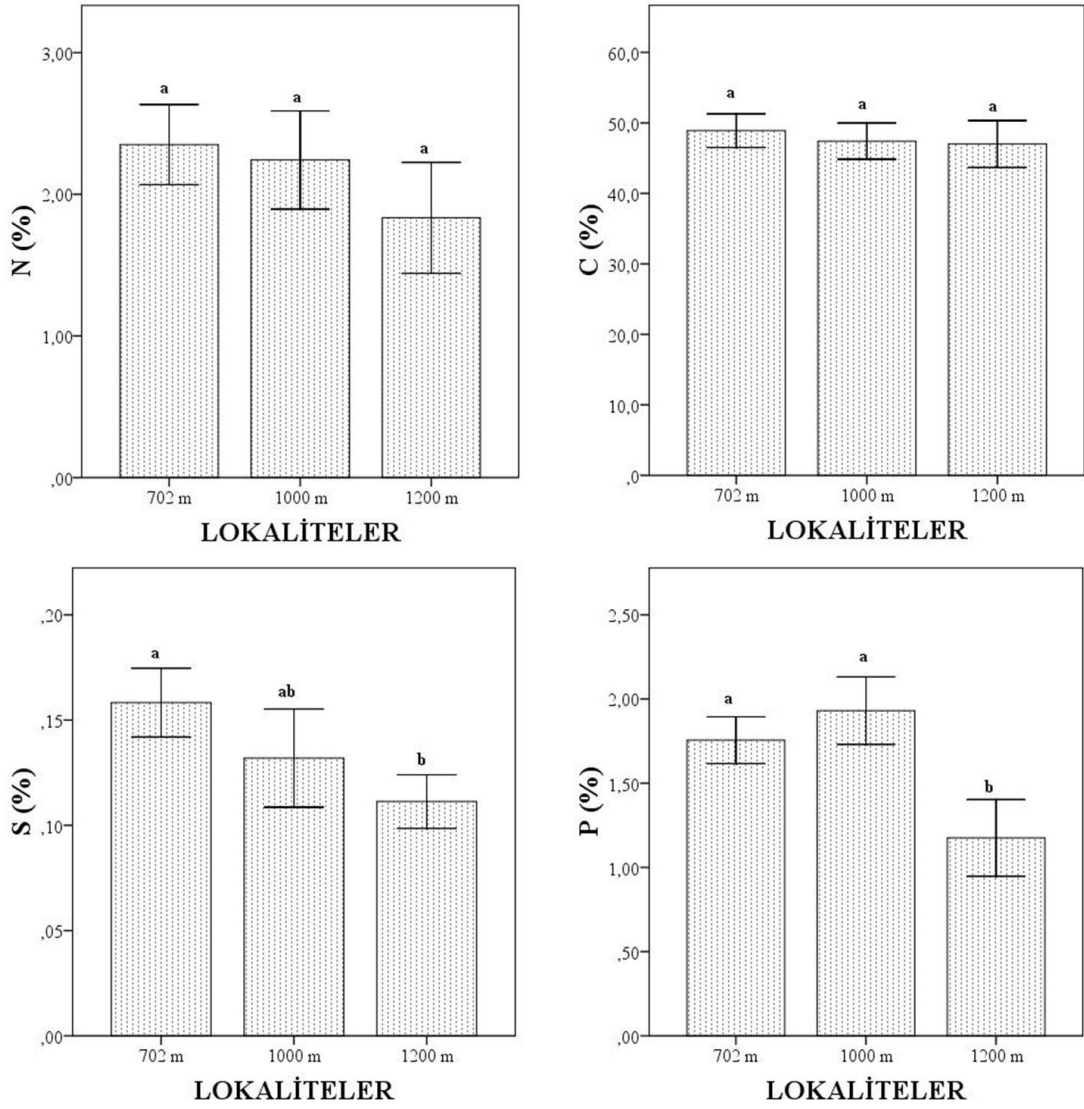 N (%)
3,00
2,00
1,00
,00
a
a
a
702 m 1000 m 1200 m
LOKALİTELER
C (%)
60,0
50,0
40,0
30,0
20,0
10,0
,0
a
a
a
702 m 1000 m 1200 m
LOKALİTELER
S (%)
,20
,15
,10
,05
,00
a
ab
b
702 m 1000 m 1200 m
LOKALİTELER
P (%)
2,50
2,00
1,50
1,00
,50
,00
a
a
b
702 m 1000 m 1200 m
LOKALİTELER